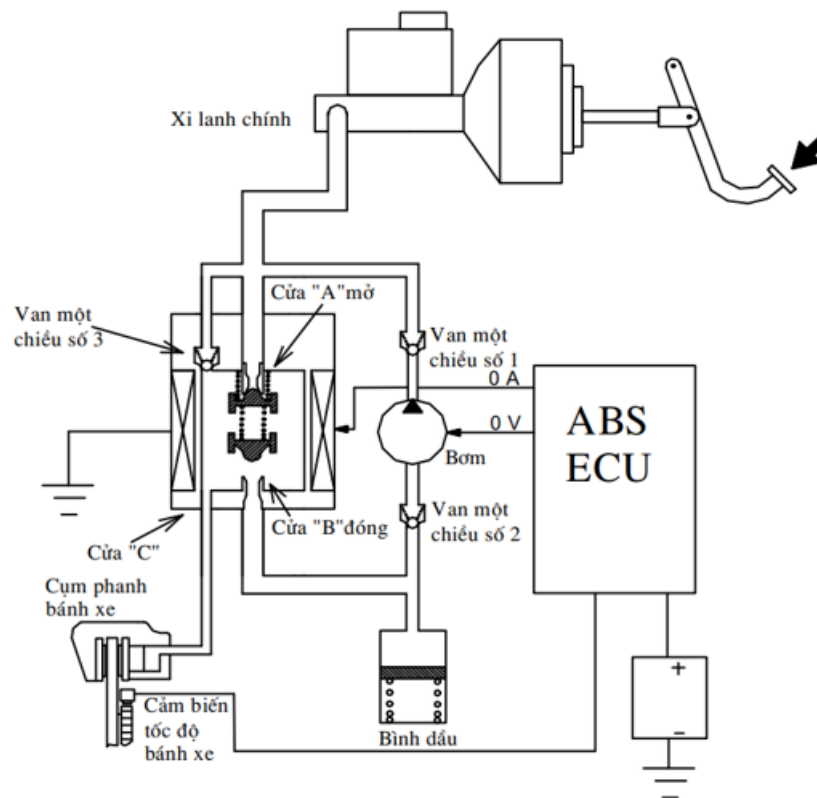 Xi lanh chính
Cửa "A"mở
Van một
chiều số 3
Van một
chiều số 1
0 A
0 V
ABS
ECU
Bơm
Cửa "B"đóng
Van một
chiều số 2
Cửa "C"
Cụm phanh
bánh xe
Cảm biến
tốc độ
bánh xe
Bình dầu
+
-